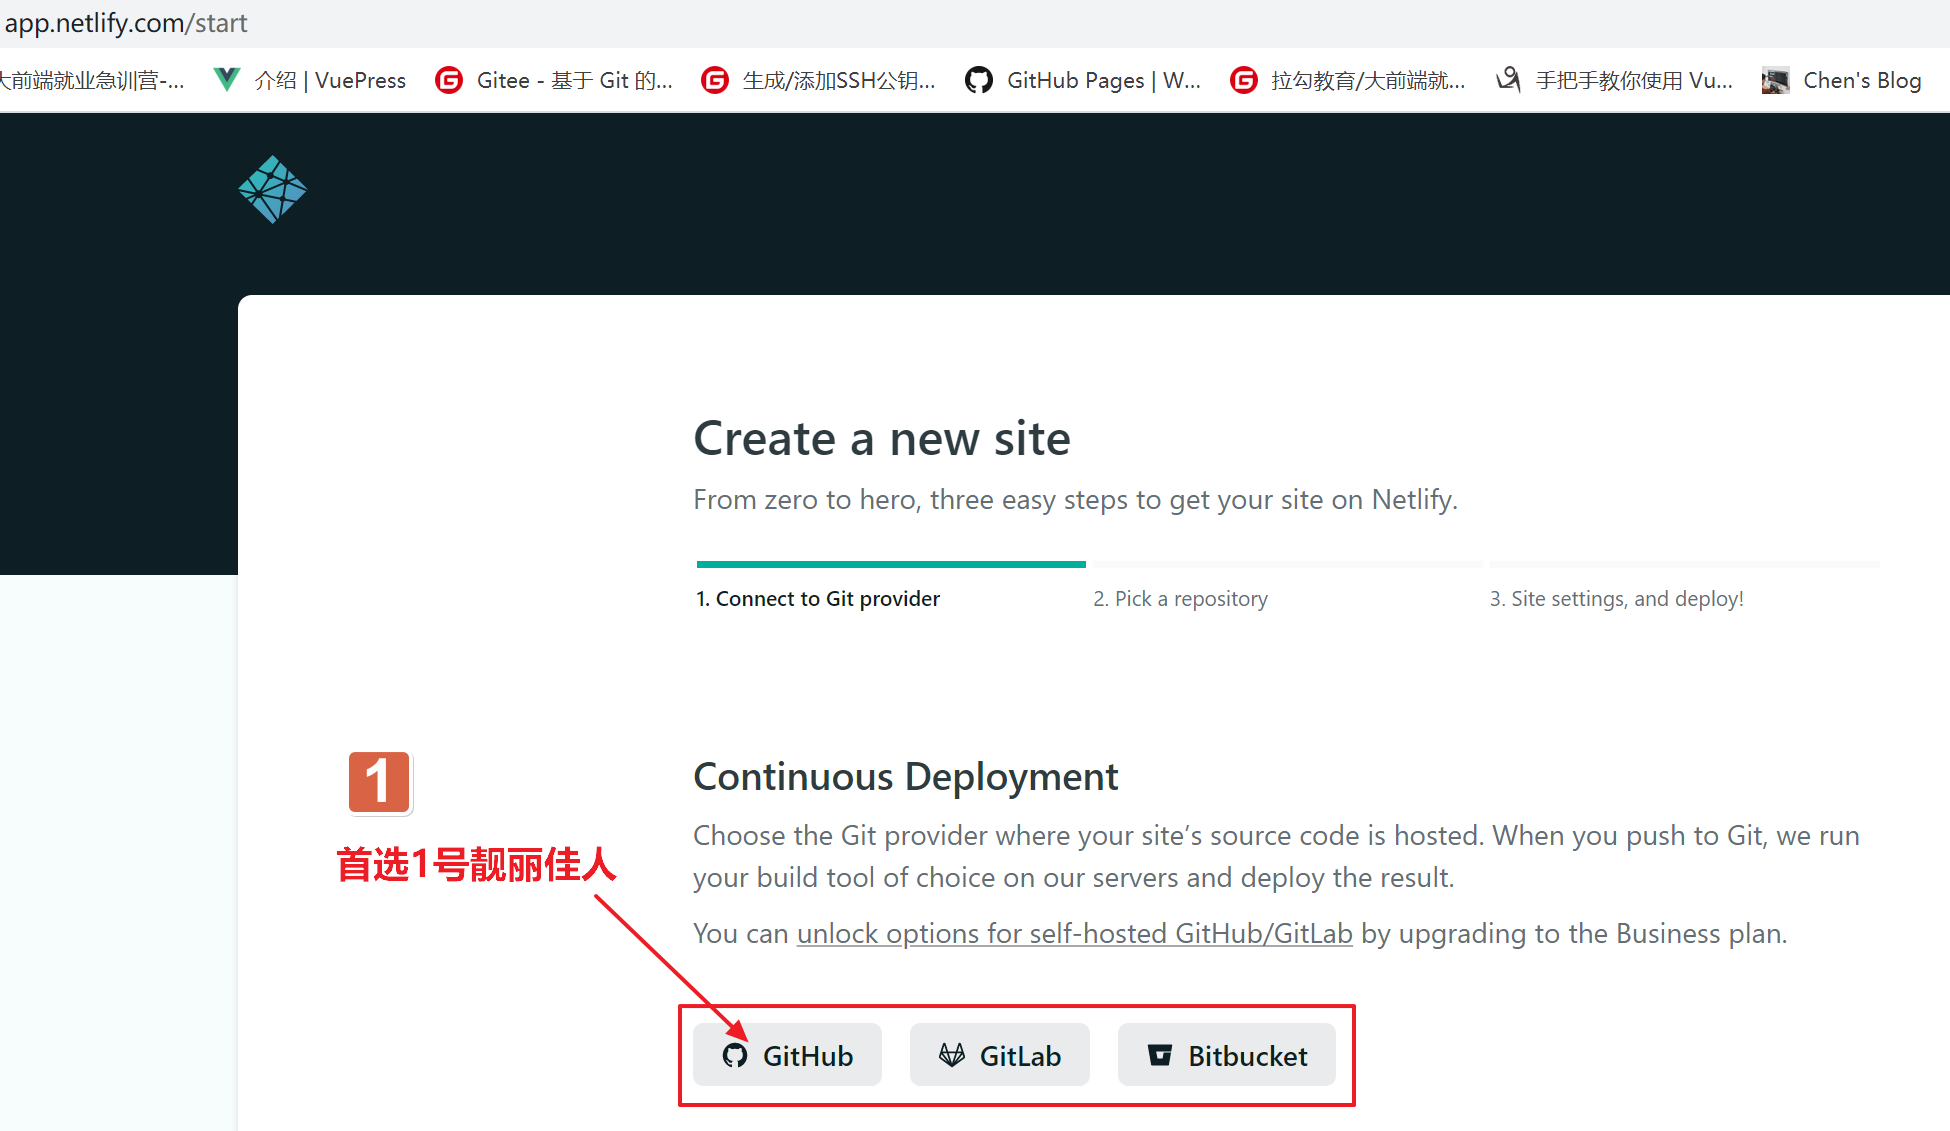 app.netlify.com/start
大前端就业急训营-...
介绍 | VuePress
Gitee - 基于 Git 的...
生成/添加SSH公钥...
GitHub Pages | W...
拉勾教育/大前端就...
手把手教你使用 Vu...
Chen's Blog
Create a new site
From zero to hero, three easy steps to get your site on Netlify.
1. Connect to Git provider
2. Pick a repository
3. Site settings, and deploy!
1
首选1号靓丽佳人
Continuous Deployment
Choose the Git provider where your site’s source code is hosted. When you push to Git, we run
your build tool of choice on our servers and deploy the result.
You can unlock options for self-hosted GitHub/GitLab by upgrading to the Business plan.
GitHub
GitLab
Bitbucket